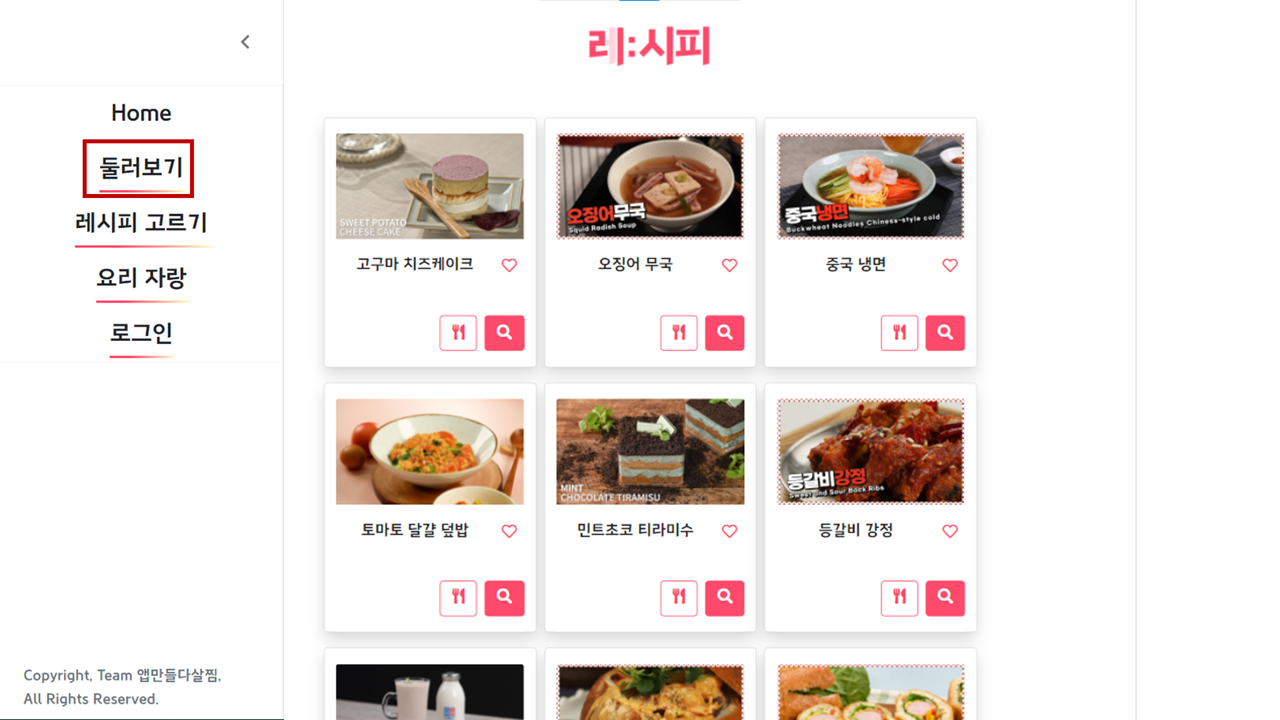 레:시피
Home
둘러보기
레시피 고르기
요리 자랑
로그인
SWEET POTATO
CHEESE CAKE
고구마 치즈케이크
오징어무국
Squid Radish Soup
오징어 무국
중국냉면
Buckwheat Noodles Chiness-style cold
중국 냉면
토마토 달걀 덮밥
MINT
CHOCOLATE TIRAMISU
민트초코 티라미수
등갈비강정
Sweet and Sour Back Ribs
등갈비 강정
Copyright, Team 앱만들다살찜,
All Rights Reserved.